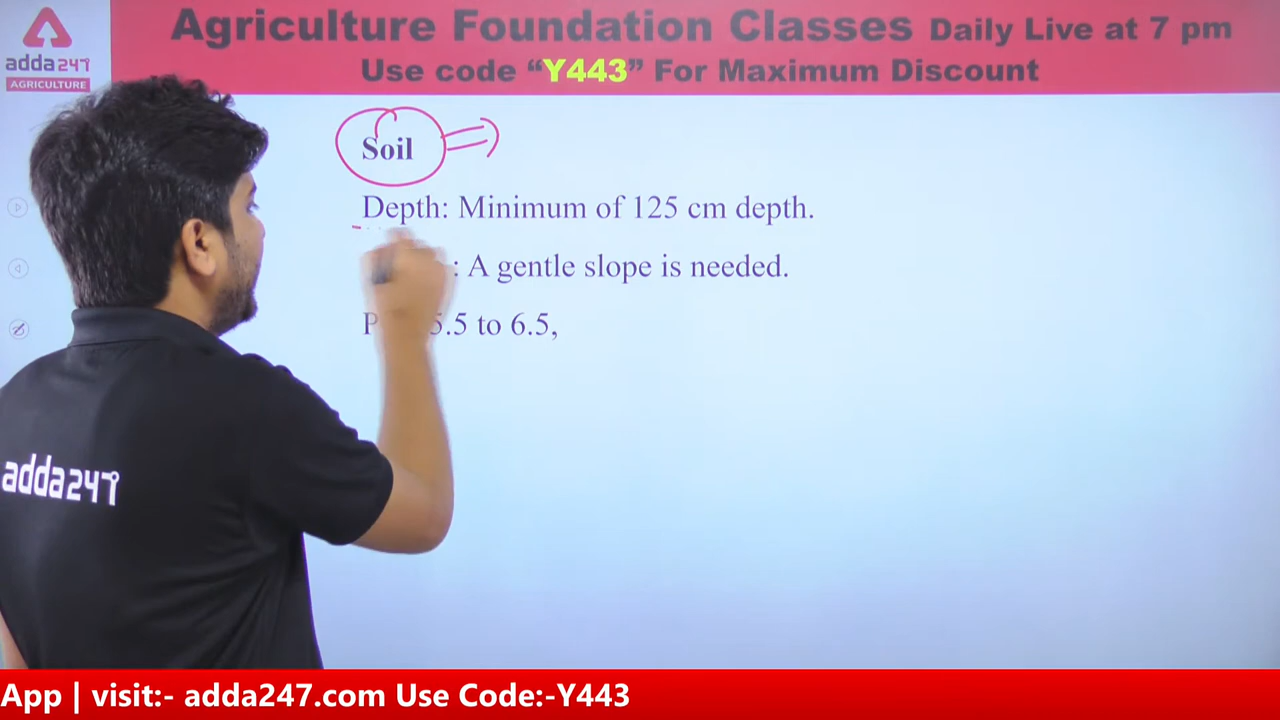 Agriculture Foundation Classes Daily Live at 7 pm
Use code “Y443” For Maximum Discount
adda247
AGRICULTURE
Soil
Depth: Minimum of 125 cm depth.
: A gentle slope is needed.
5.5 to 6.5,
adda247
App | visit:- adda247.com Use Code:-Y443